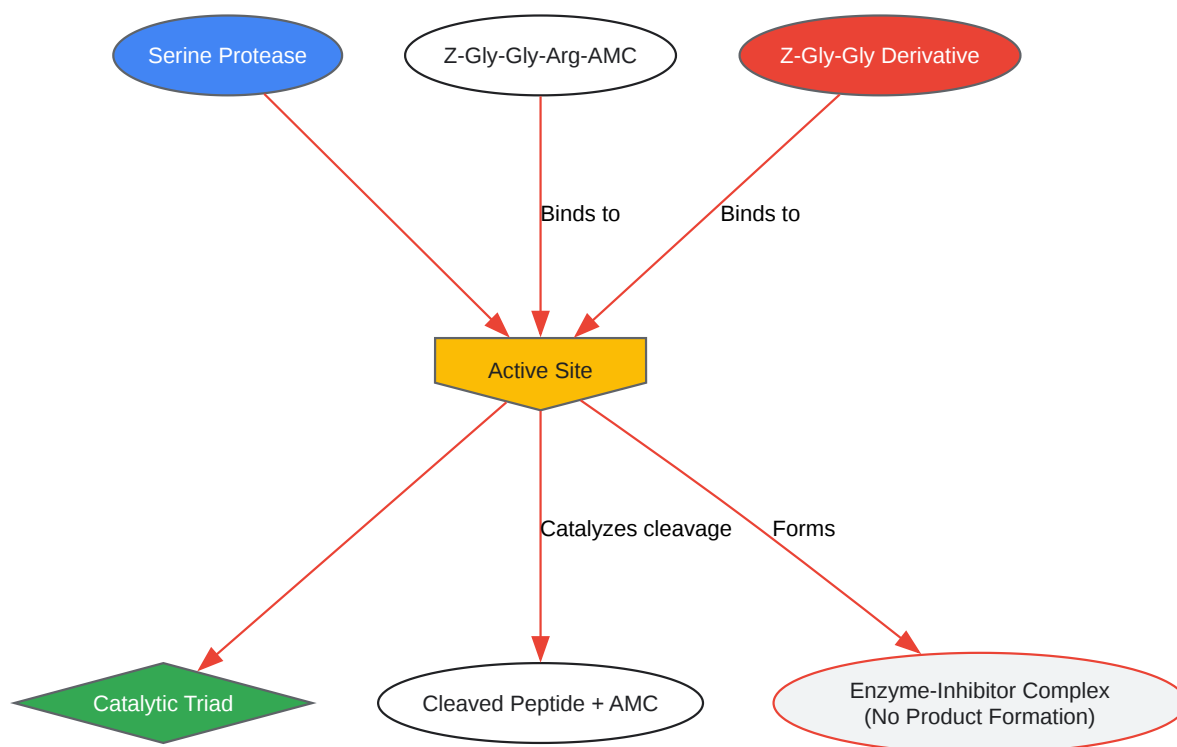 Serine Protease
Z-Gly-Gly-Arg-AMC
Z-Gly-Gly Derivative
Binds to
Binds to
Active Site
Catalyzes cleavage
Forms
Catalytic Triad
Cleaved Peptide + AMC
Enzyme-Inhibitor Complex
(No Product Formation)